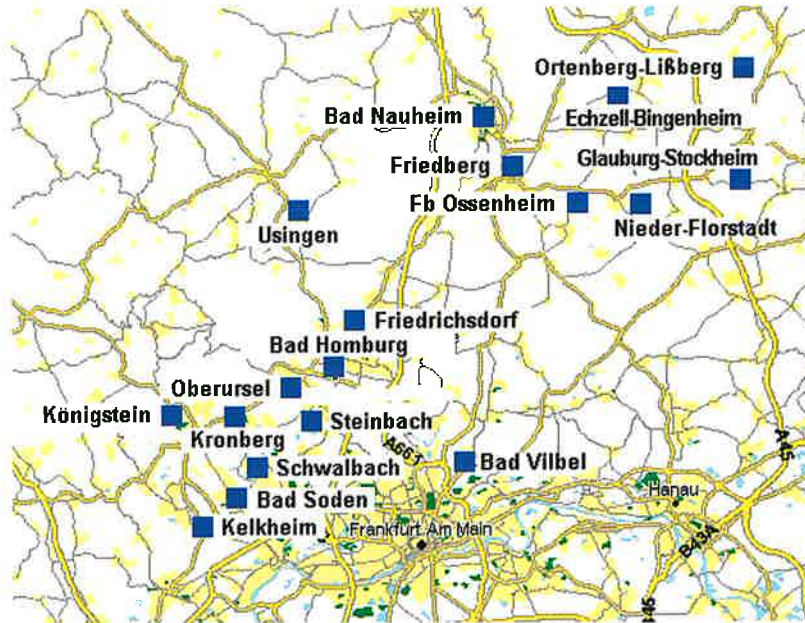 Ortenberg-Lißberg
Bad Nauheim
Echzell-Bingenheim
Friedberg
Glauburg-Stockheim
Fb Ossenheim
Usingen
Nieder-Florstadt
Friedrichsdorf
Bad Homburg
Oberursel
Königstein
Steinbach
Kronberg
A661
A45
Schwalbach
Bad Vilbel
Bad Soden
Hanau
Kelkheim
Frankfurt Am Main
B43A